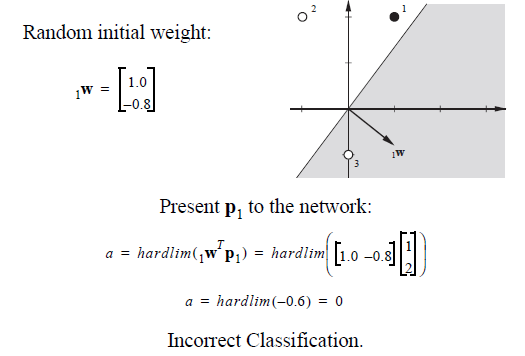 Random initial weight:
2
1
₁w = [1.0
-0.8]
₁w
3
Present p₁ to the network:
a = hardlim(₁wᵀp₁) = hardlim([1.0 -0.8] [1
2])
a = hardlim(-0.6) = 0
Incorrect Classification.